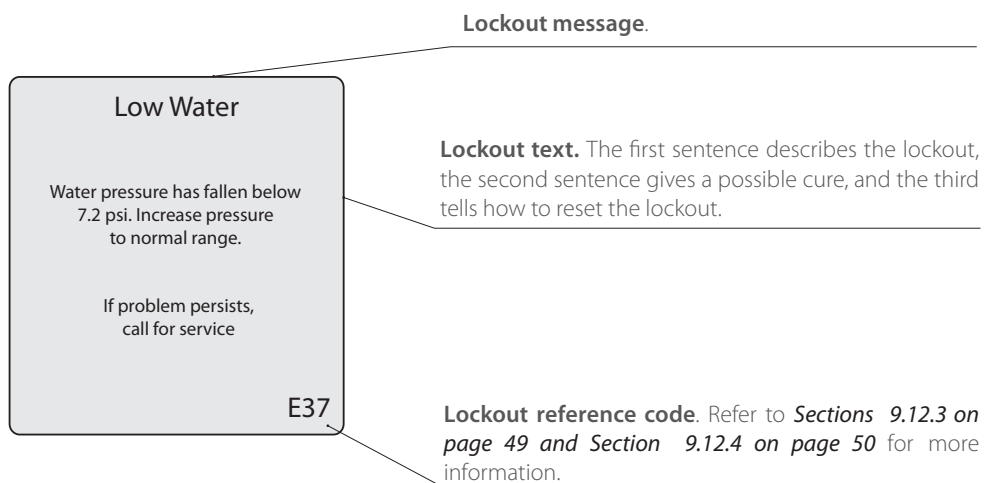 Lockout message.
Low Water
Water pressure has fallen below
7.2 psi. Increase pressure
to normal range.
If problem persists,
call for service
E37
Lockout text. The first sentence describes the lockout,
the second sentence gives a possible cure, and the third
tells how to reset the lockout.
Lockout reference code. Refer to Sections 9.12.3 on
page 49 and Section 9.12.4 on page 50 for more
information.